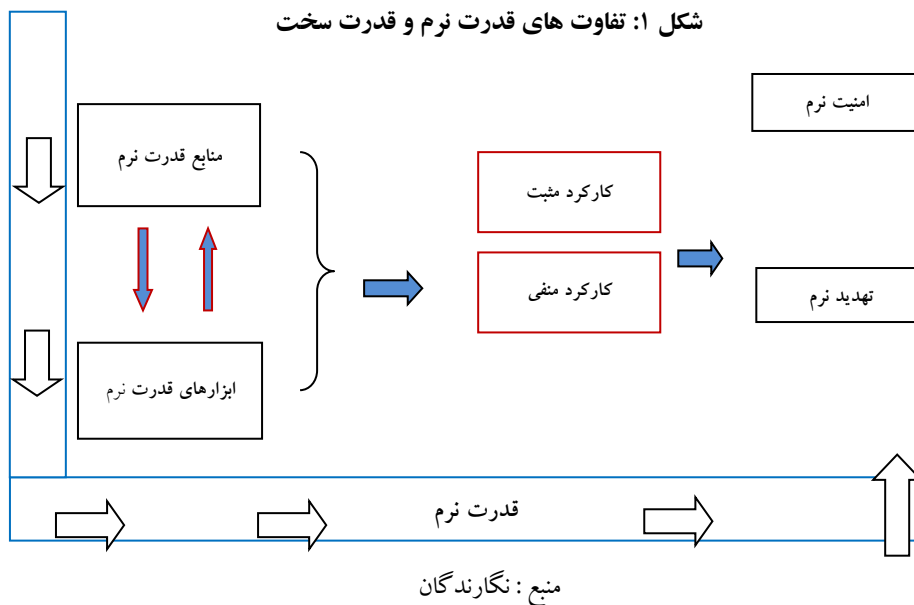 شکل ۱: تفاوت های قدرت نرم و قدرت سخت
امنیت نرم
منابع قدرت نرم
کارکرد مثبت
کارکرد منفی
تهدید نرم
ابزارهای قدرت نرم
قدرت نرم
منبع : نگارندگان